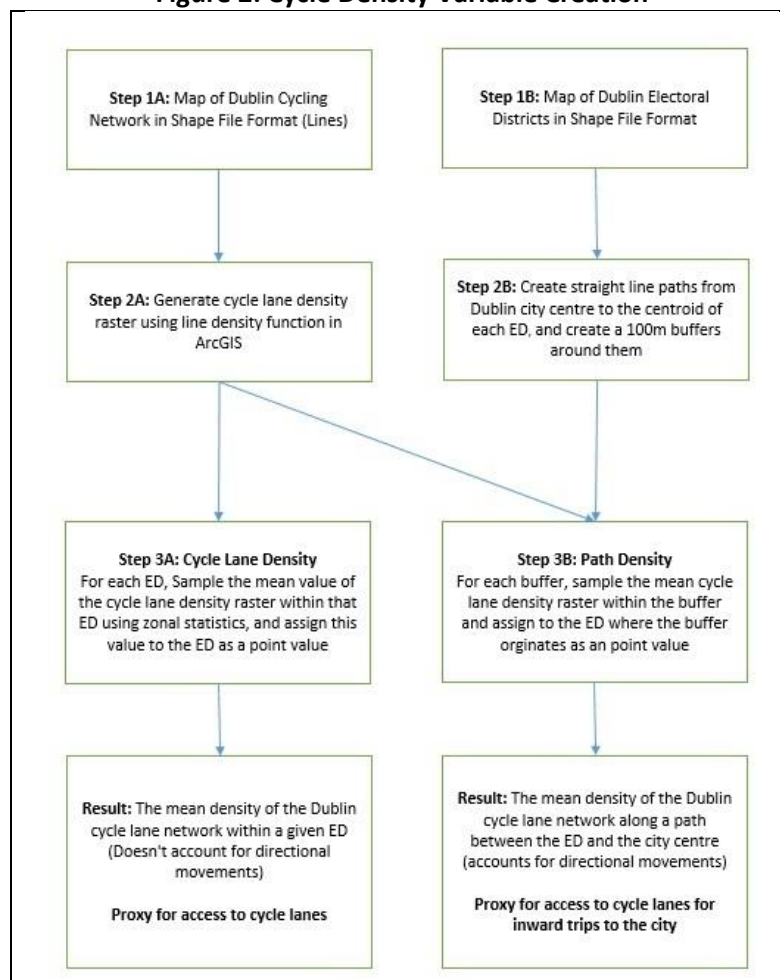 Figure 2: Cycle Density Variable Creation
Step 1A: Map of Dublin Cycling
Network in Shape File Format (Lines)
Step 1B: Map of Dublin Electoral
Districts in Shape File Format
Step 2A: Generate cycle lane density
raster using line density function in
ArcGIS
Step 2B: Create straight line paths from
Dublin city centre to the centroid of
each ED, and create a 100m buffers
around them
Step 3A: Cycle Lane Density
For each ED, Sample the mean value of
the cycle lane density raster within that
ED using zonal statistics, and assign this
value to the ED as a point value
Step 3B: Path Density
For each buffer, sample the mean cycle
lane density raster within the buffer
and assign to the ED where the buffer
orginates as an point value
Result: The mean density of the Dublin
cycle lane network within a given ED
(Doesn't account for directional
movements)
Proxy for access to cycle lanes
Result: The mean density of the Dublin
cycle lane network along a path
between the ED and the city centre
(accounts for directional movements)
Proxy for access to cycle lanes for
inward trips to the city